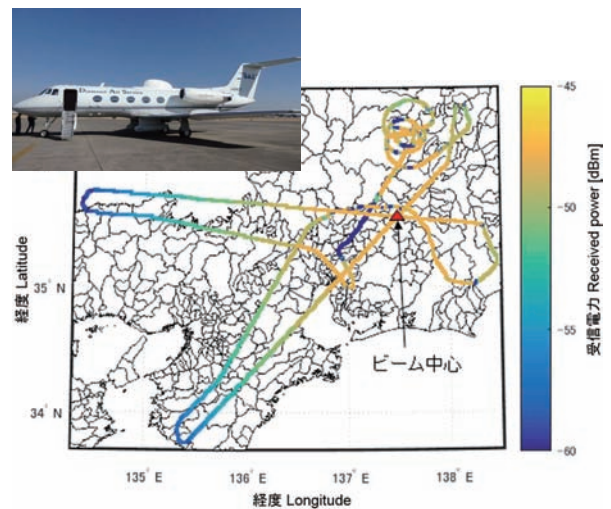 Diamond Air Service
-45
-50
-55
-60
受信電力 Received power [dBm]
経度 Latitude
35° N
34° N
ビーム中心
135° E
136° E
137° E
138° E
経度 Longitude